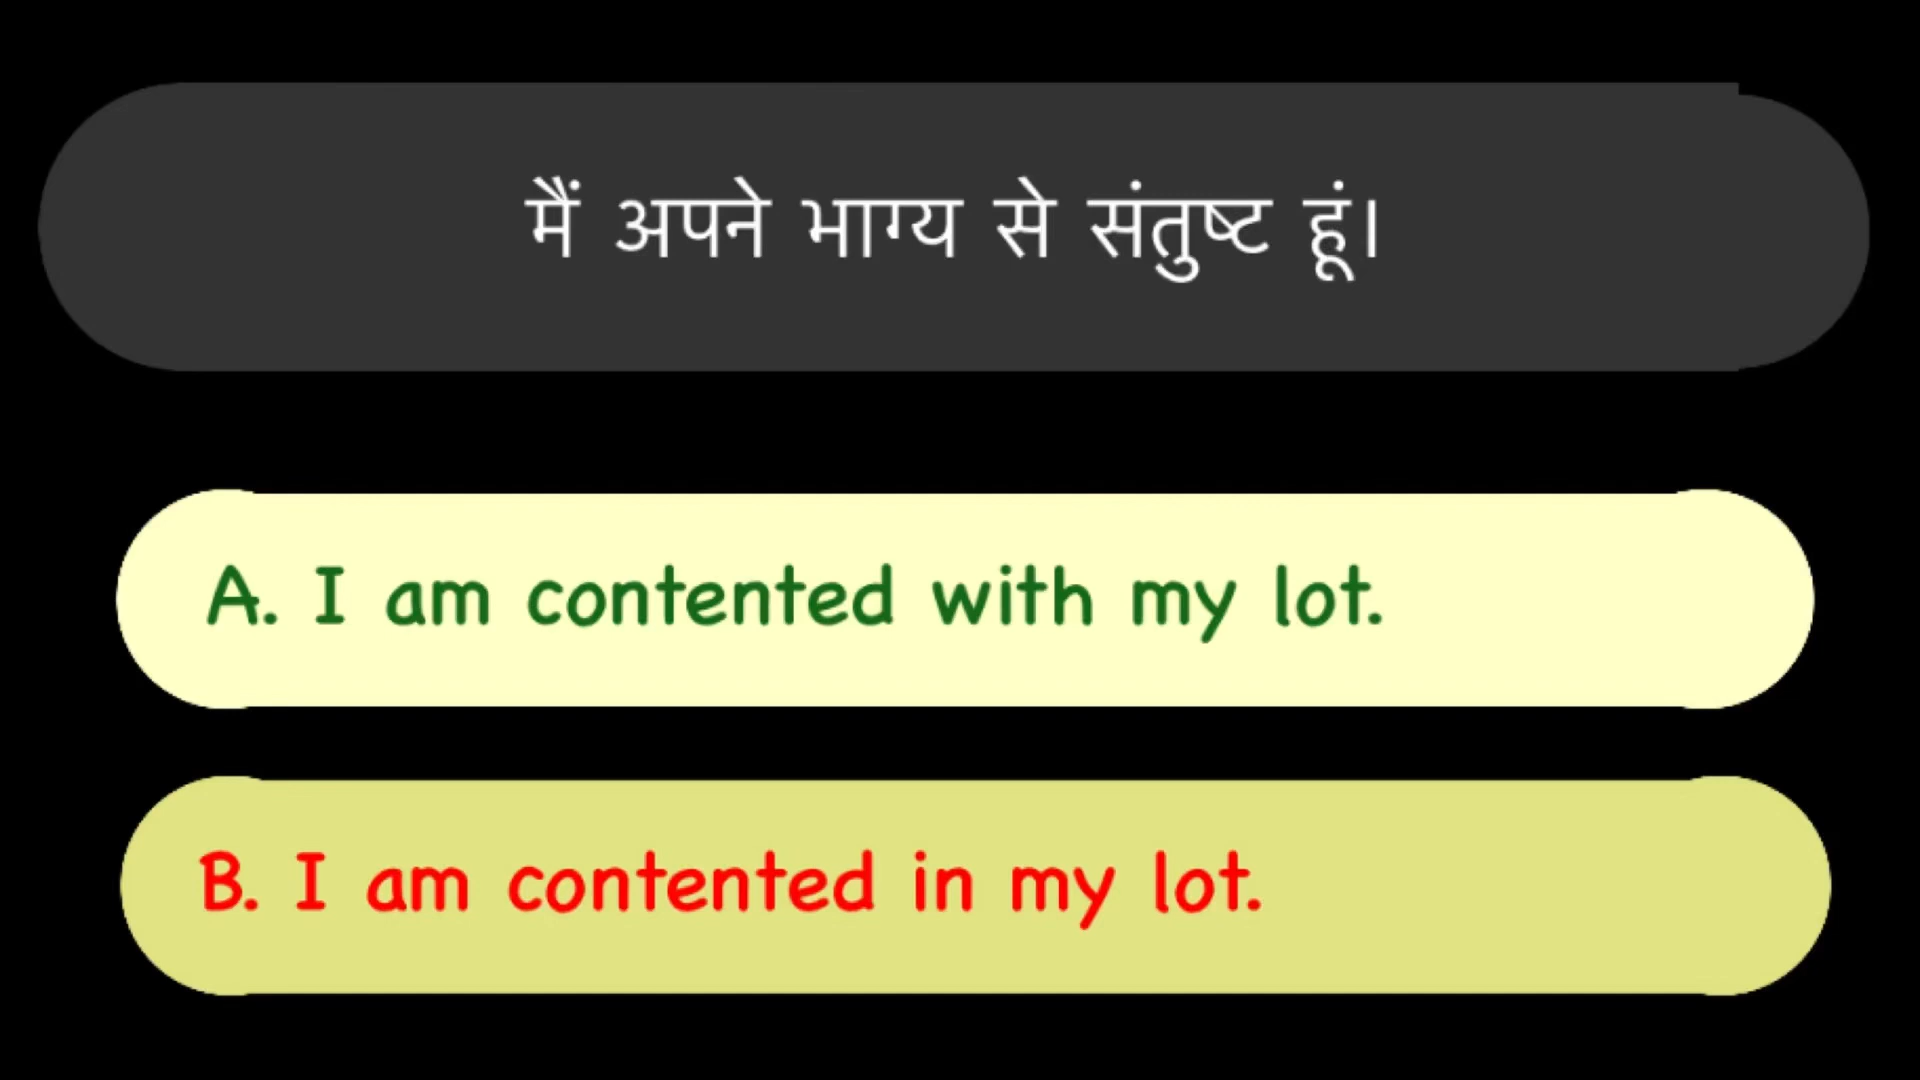 मैं अपने भाग्य से संतुष्ट हूं।
A. I am contented with my lot.
B. I am contented in my lot.